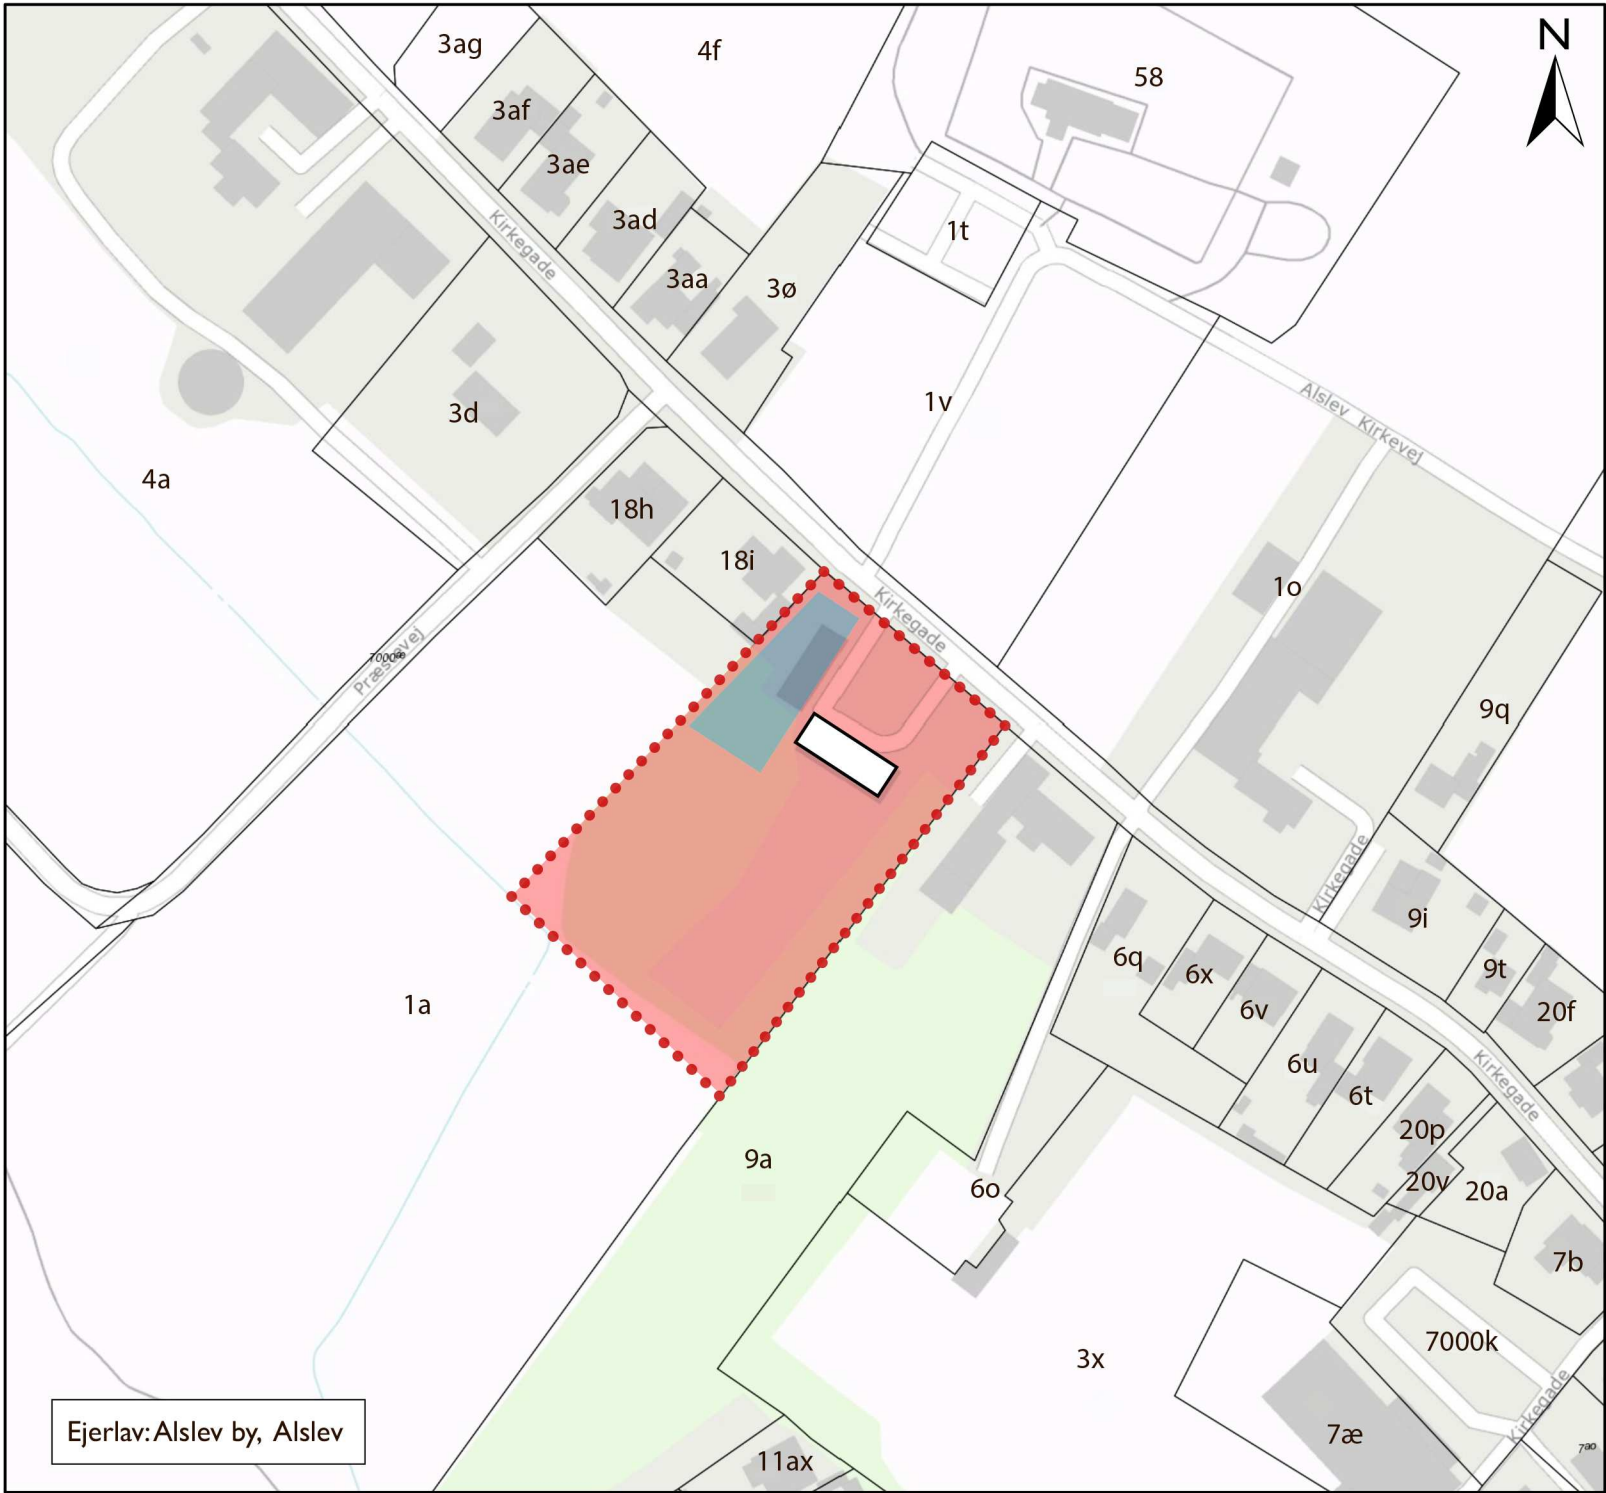 N
3ag
4f
58
3af
3ae
3ad
1t
Kirkegade
3aa
3ø
1v
Alslev Kirkevej
3d
4a
18h
18i
1o
Kirkegade
Præstevej
7000æ
9q
Kirkegade
9i
6q
6x
9t
6v
20f
1a
6u
6t
Kirkegade
20p
9a
6o
20v
20a
7b
7000k
3x
Kirkegade
Ejerlav: Alslev by, Alslev
7æ
11ax